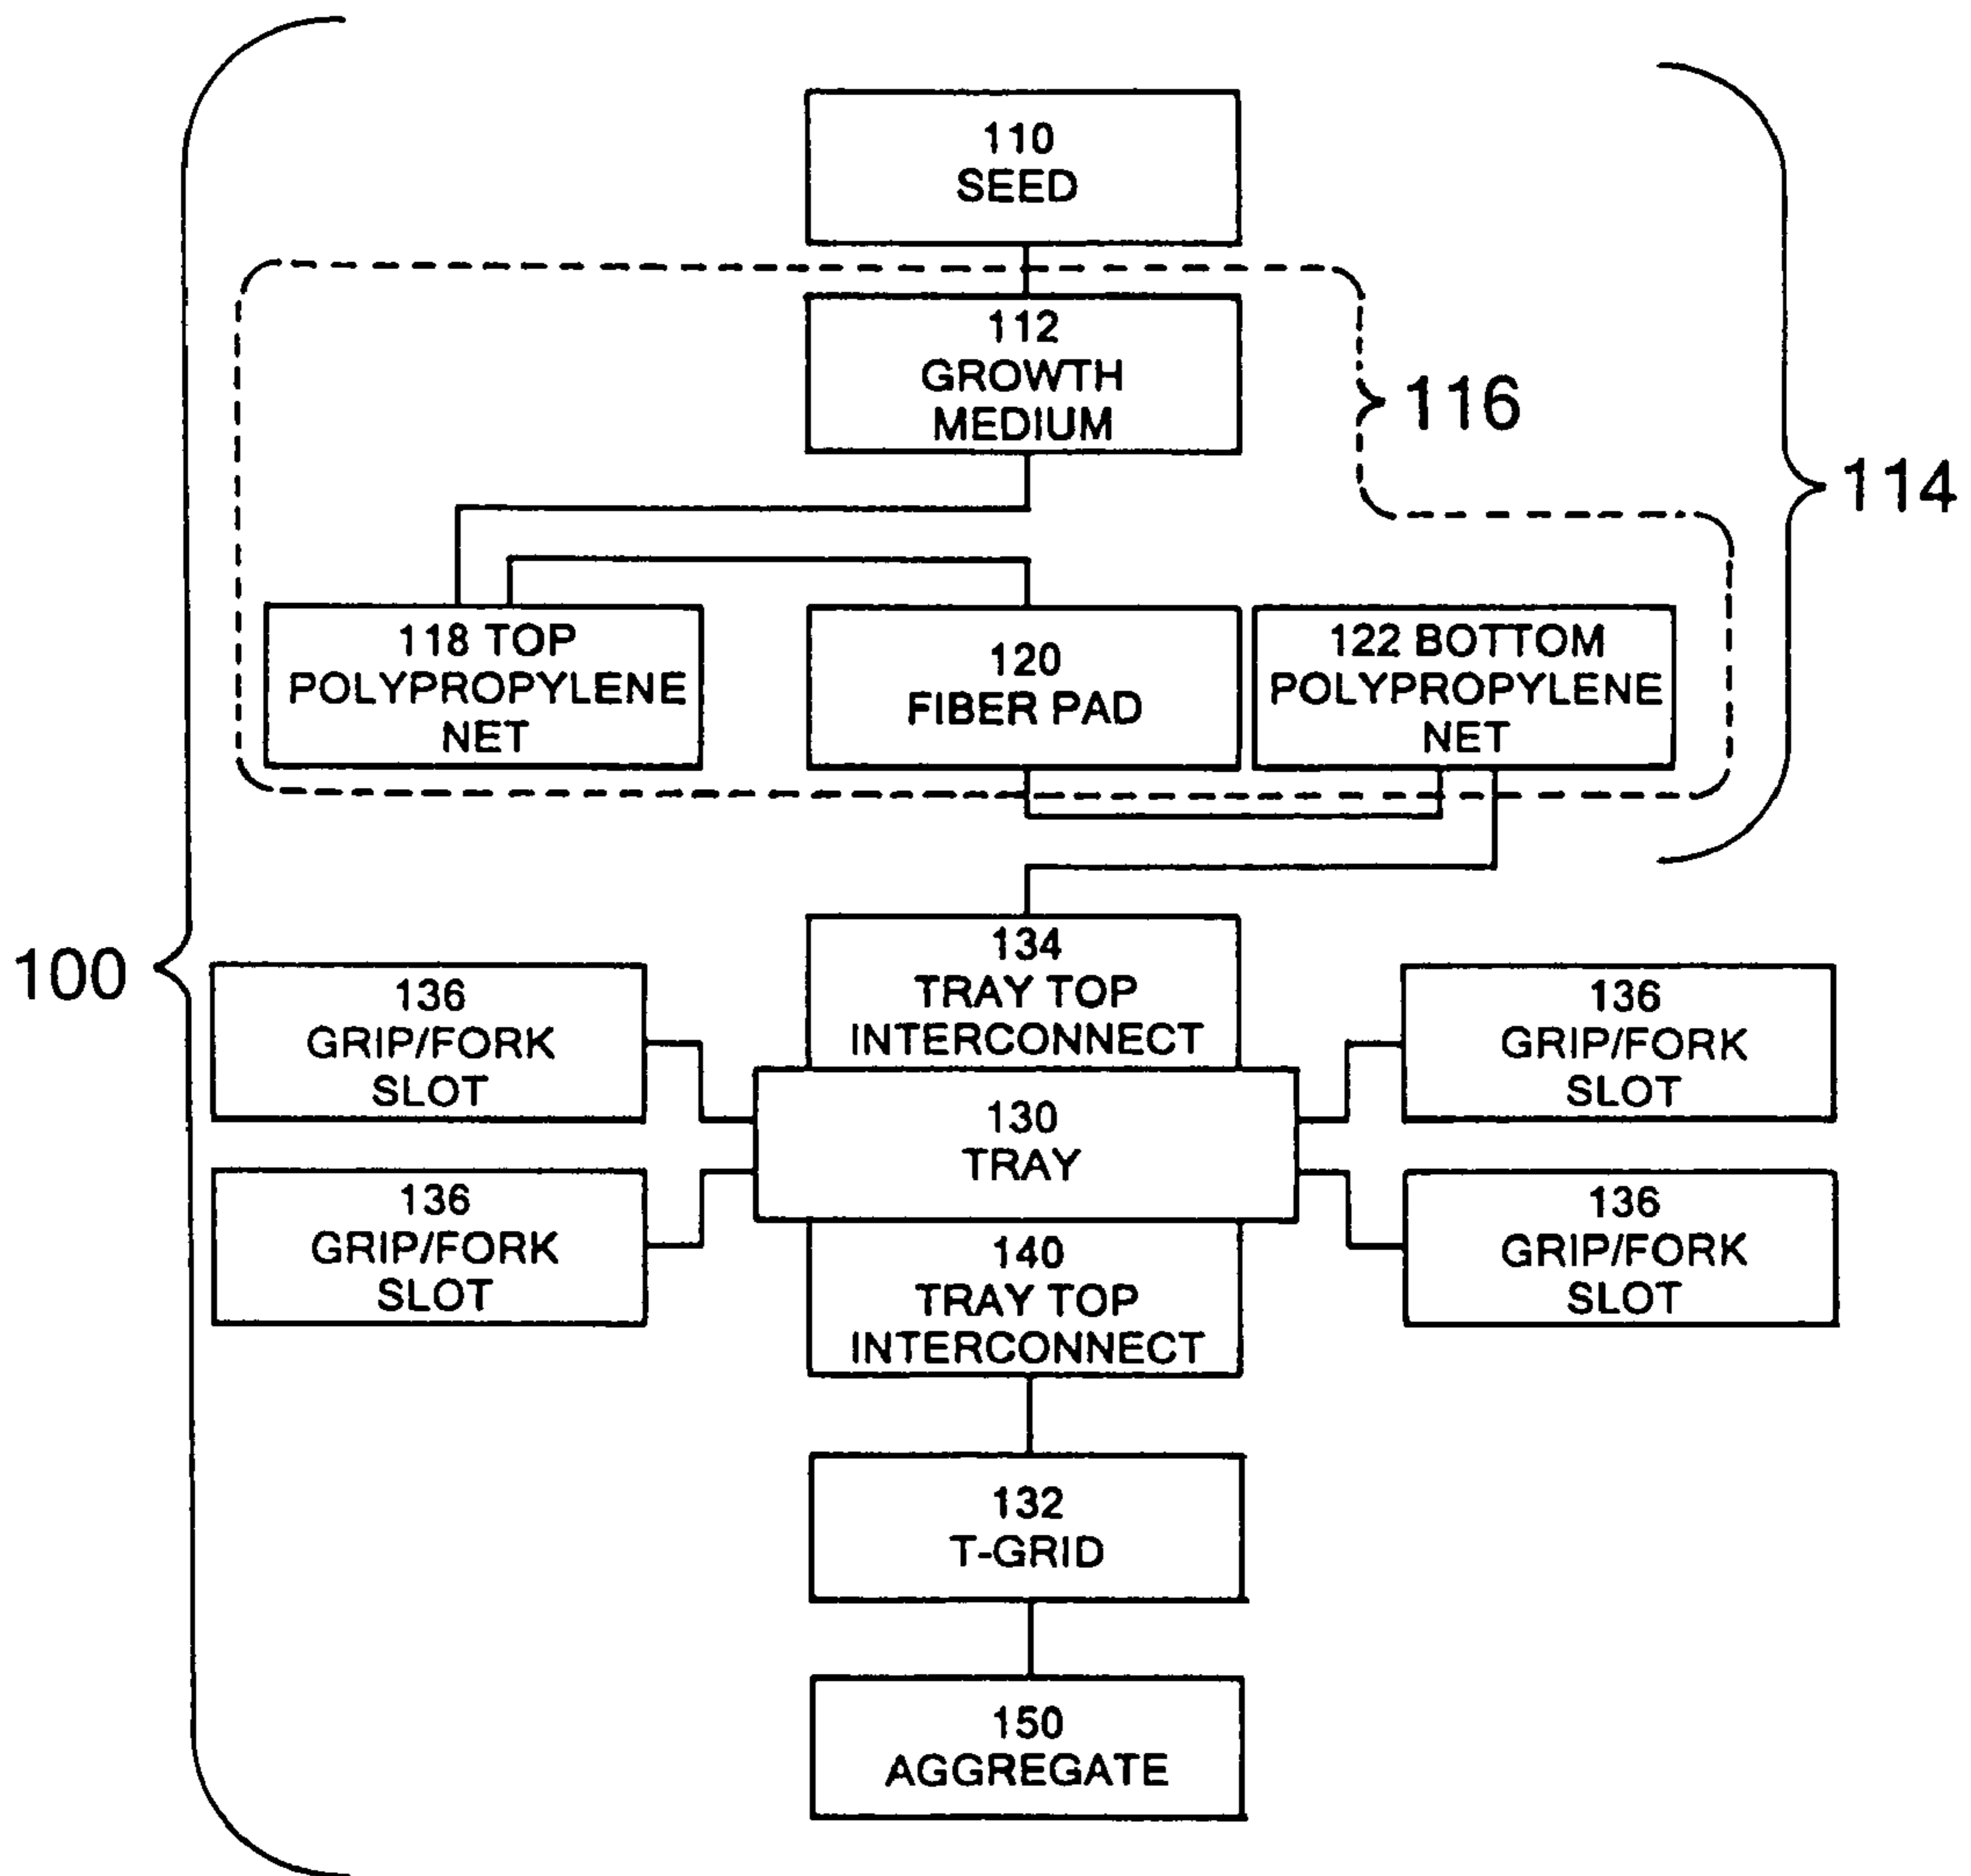 110
SEED
112
GROWTH
MEDIUM
116
114
118 TOP
POLYPROPYLENE
NET
120
FIBER PAD
122 BOTTOM
POLYPROPYLENE
NET
100
134
TRAY TOP
INTERCONNECT
136
GRIP/FORK
SLOT
136
GRIP/FORK
SLOT
130
TRAY
136
GRIP/FORK
SLOT
136
GRIP/FORK
SLOT
140
TRAY TOP
INTERCONNECT
132
T-GRID
150
AGGREGATE